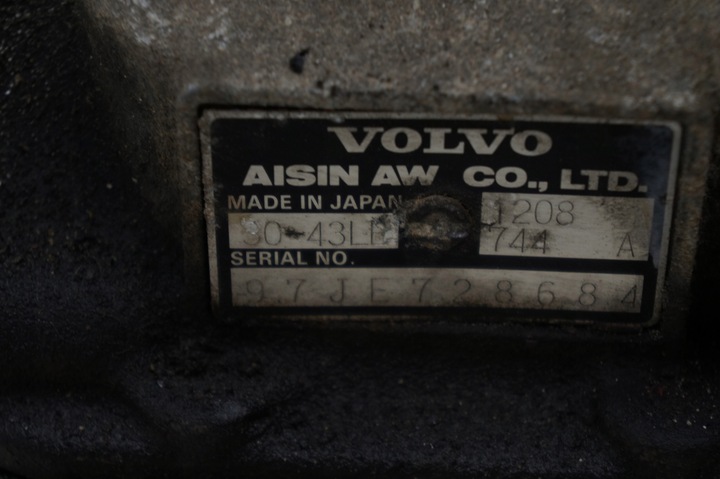 VOLVO
AISIN AW CO., LTD.
MADE IN JAPAN
1208
50-43LE
744 A
SERIAL NO.
97JE728684